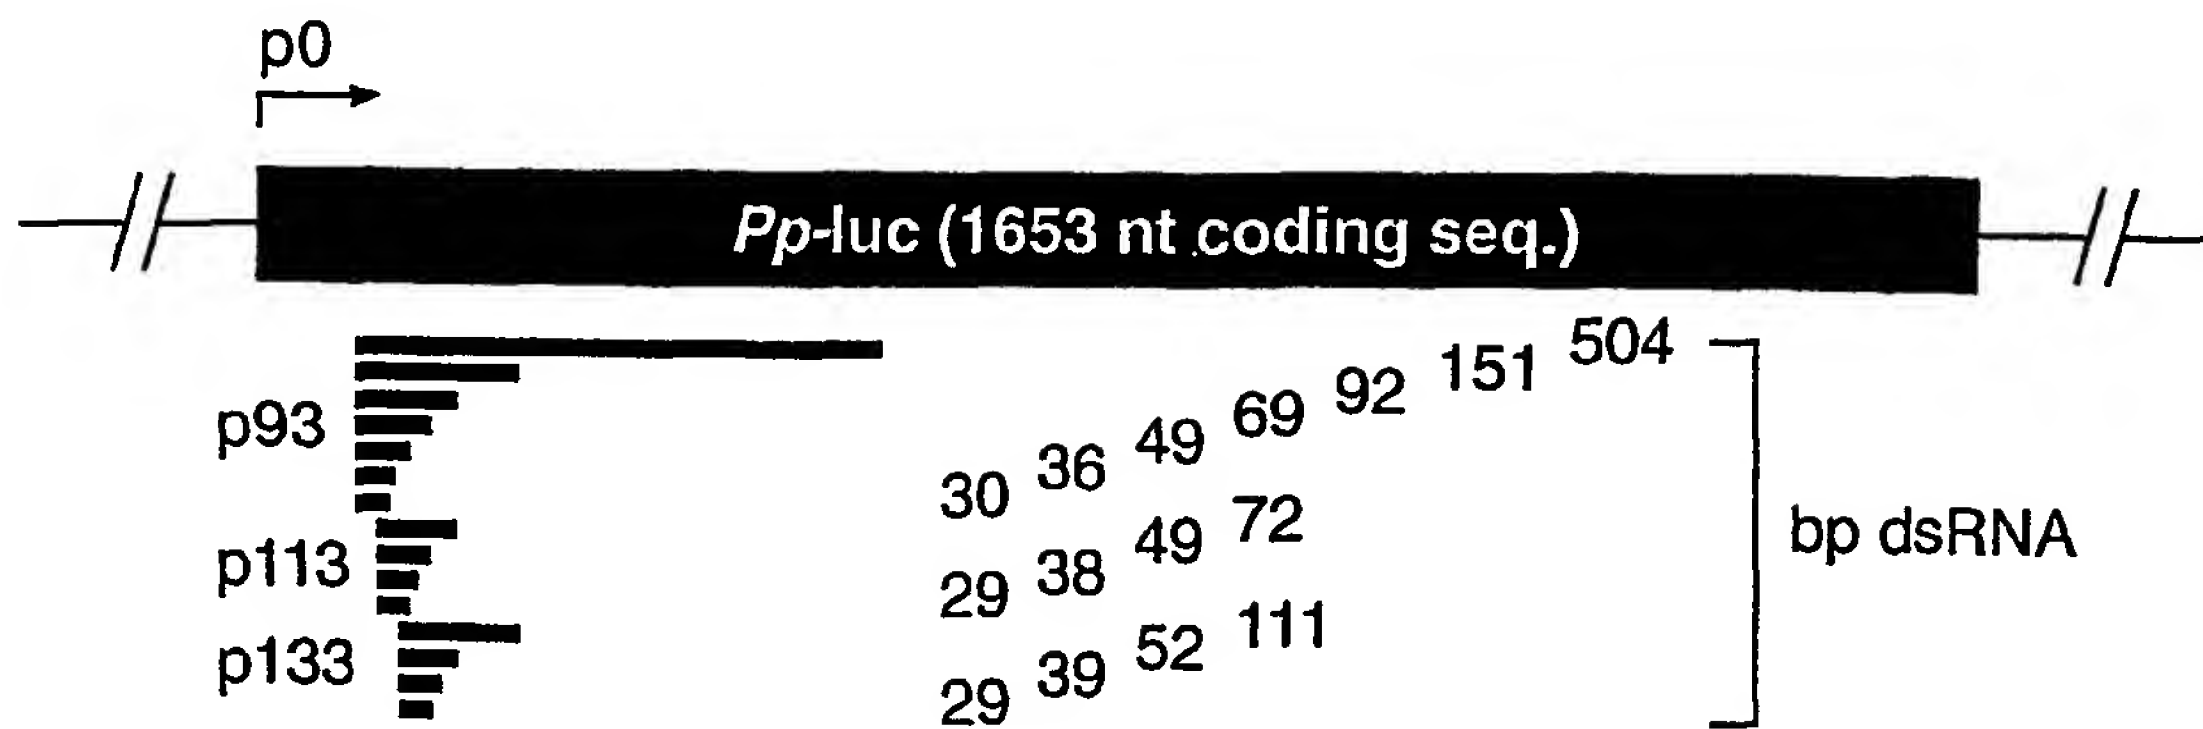 p0
Pp-luc (1653 nt coding seq.)
p93
504
151
92
69
49
36
30
p113
72
49
38
29
p133
111
52
39
29
bp dsRNA